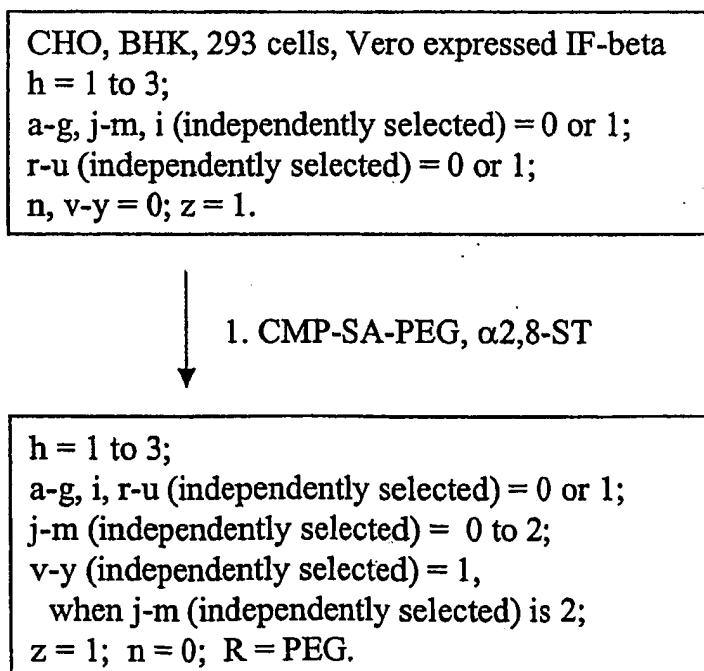 CHO, BHK, 293 cells, Vero expressed IF-beta
h = 1 to 3;
a-g, j-m, i (independently selected) = 0 or 1;
r-u (independently selected) = 0 or 1;
n, v-y = 0; z = 1.
1. CMP-SA-PEG, α2,8-ST
h = 1 to 3;
a-g, i, r-u (independently selected) = 0 or 1;
j-m (independently selected) = 0 to 2;
v-y (independently selected) = 1,
when j-m (independently selected) is 2;
z = 1; n = 0; R = PEG.